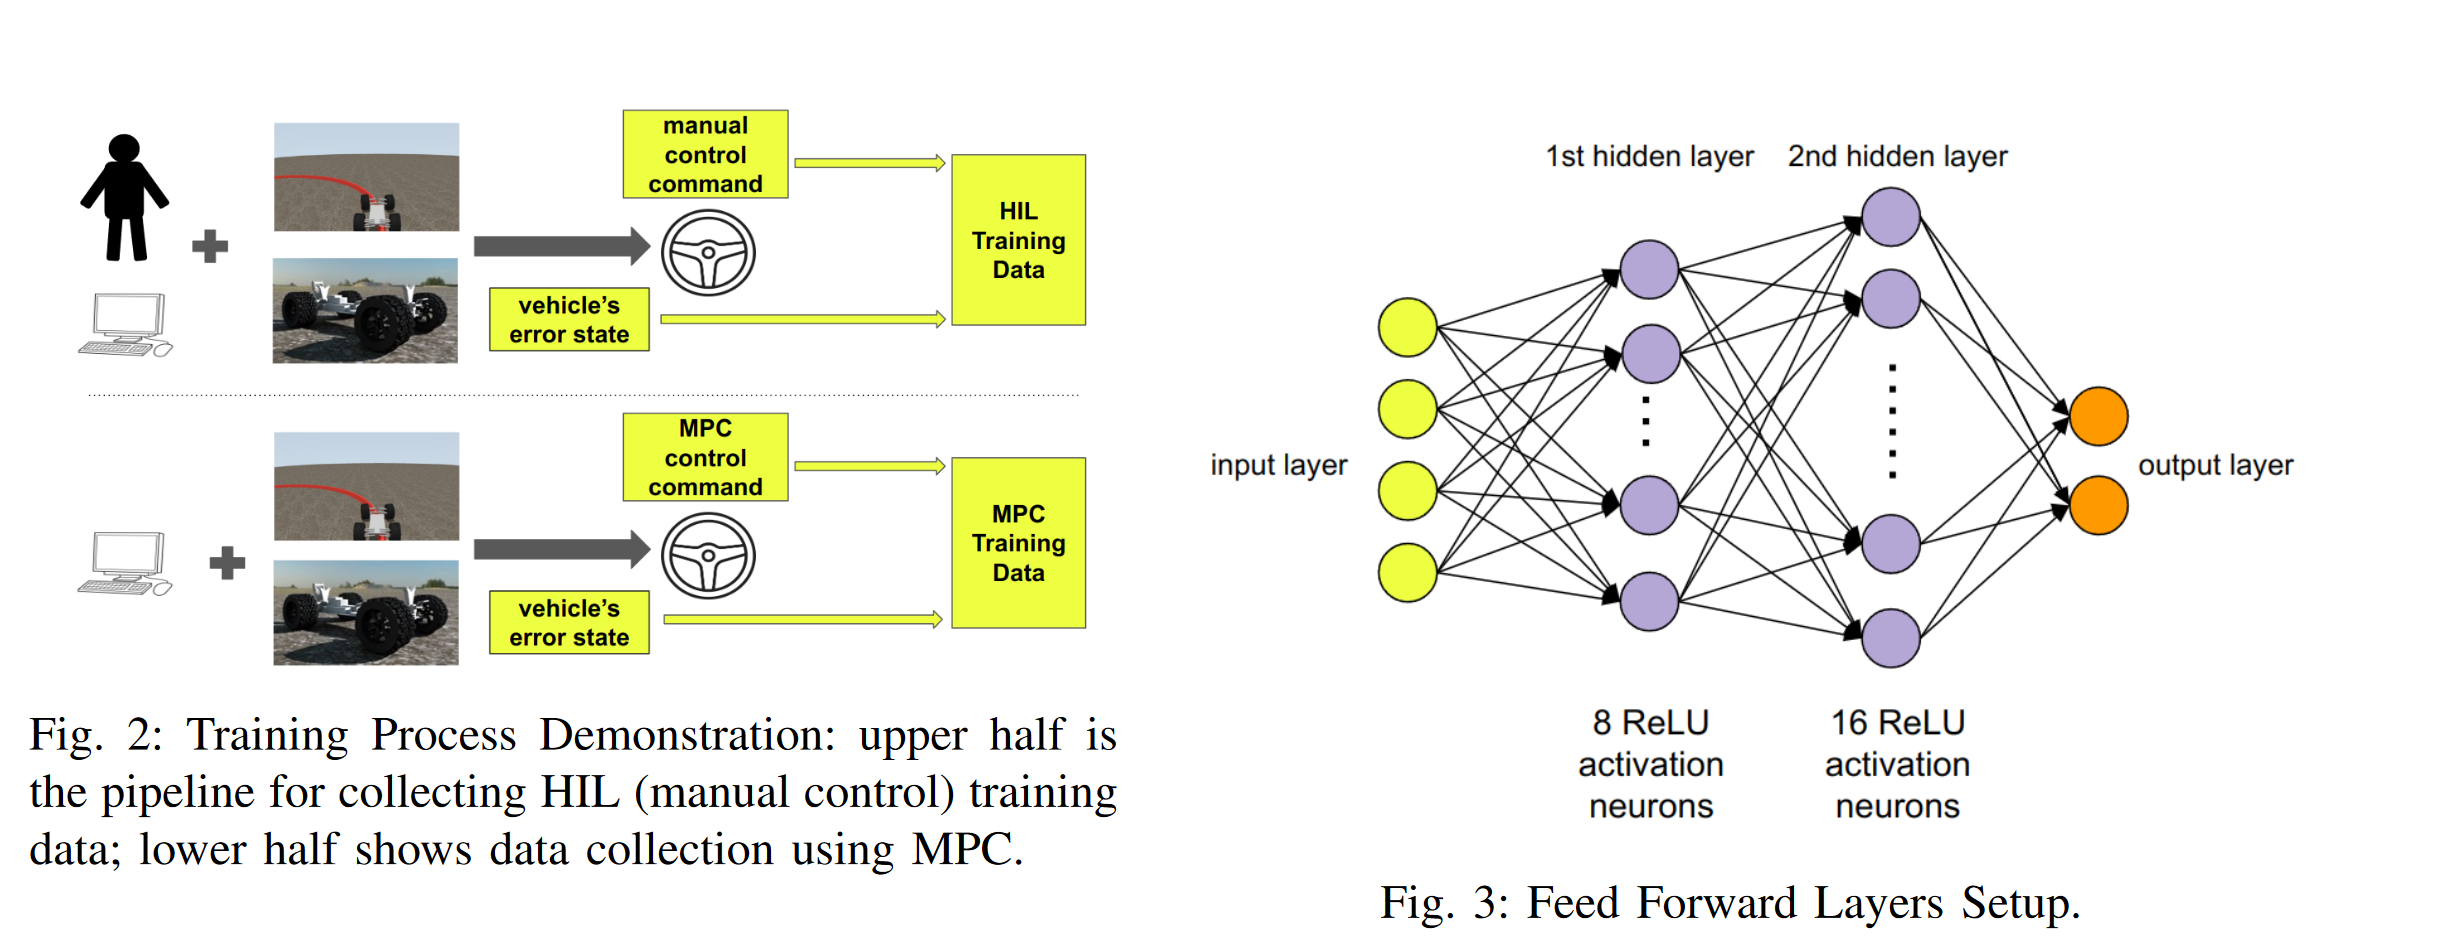 manual
control
command
HIL
Training
Data
vehicle's
error state
MPC
control
command
MPC
Training
Data
vehicle's
error state
Fig. 2: Training Process Demonstration: upper half is
the pipeline for collecting HIL (manual control) training
data; lower half shows data collection using MPC.
1st hidden layer
2nd hidden layer
input layer
output layer
8 ReLU
activation
neurons
16 ReLU
activation
neurons
Fig. 3: Feed Forward Layers Setup.